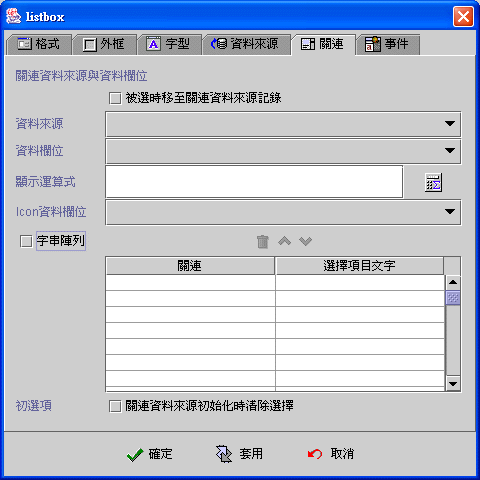 listbox
格式 外框 字型 資料來源 關連 事件
關連資料來源與資料欄位
被選時移至關連資料來源記錄
資料來源
資料欄位
顯示運算式
Icon資料欄位
字串陣列
關連 選擇項目文字
初選項 關連資料來源初始化時清除選擇
確定 套用 取消